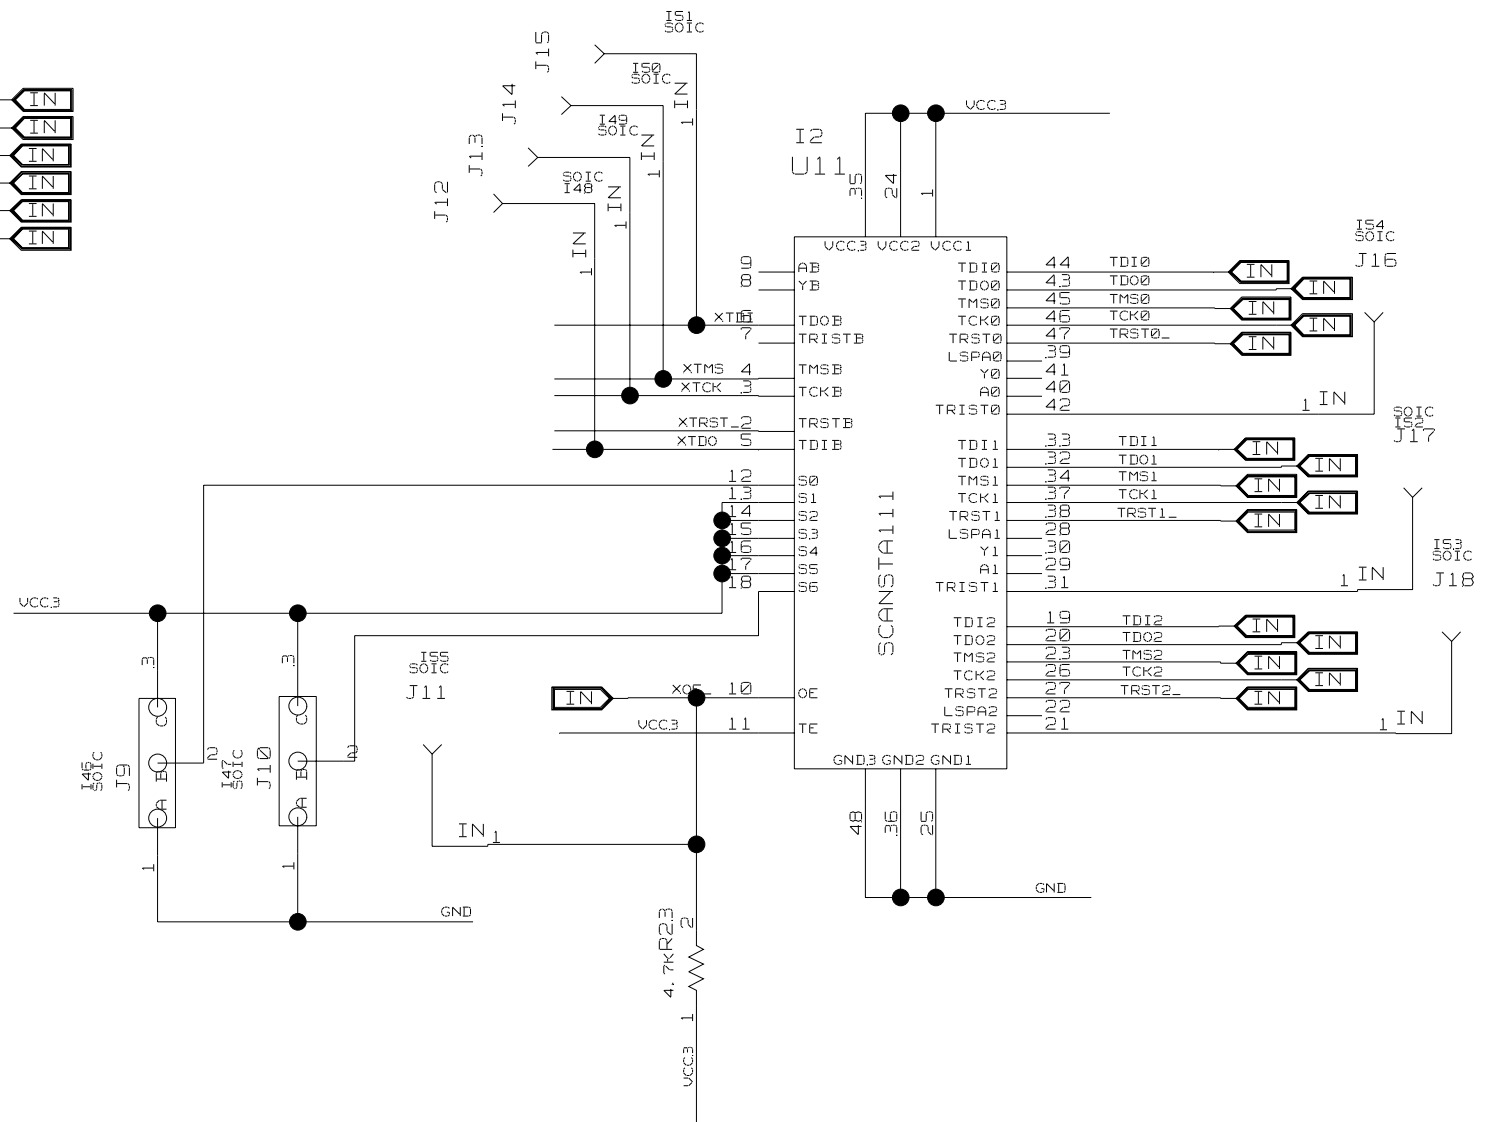 IN
IN
IN
IN
IN
IN
I51
SOIC
J15
1 IN
I50
SOIC
J14
1 IN
I49
SOIC
J13
1 IN
SOIC
I48
J12
1 IN
I2
U11
VCC3
35
24
1
VCC3 VCC2 VCC1
9 AB
8 YB
XTDI 6 TDOB
7 TRISTB
XTMS 4 TMSB
XTCK 3 TCKB
XTRST_ 2 TRSTB
XTDO 5 TDIB
12 S0
13 S1
14 S2
15 S3
16 S4
17 S5
18 S6
XOE_ 10 OE
VCC3 11 TE
IN
SCANSTA111
TDI0 44 TDI0 IN
TDO0 43 TDO0 IN
TMS0 45 TMS0 IN
TCK0 46 TCK0 IN
TRST0 47 TRST0_ IN
LSPA0 39
Y0 41
A0 40
TRIST0 42
1 IN
I54
SOIC
J16
TDI1 33 TDI1 IN
TDO1 32 TDO1 IN
TMS1 34 TMS1 IN
TCK1 37 TCK1 IN
TRST1 38 TRST1_ IN
LSPA1 28
Y1 30
A1 29
TRIST1 31
1 IN
SOIC
I52
J17
TDI2 19 TDI2 IN
TDO2 20 TDO2 IN
TMS2 23 TMS2 IN
TCK2 26 TCK2 IN
TRST2 27 TRST2_ IN
LSPA2 22
TRIST2 21
1 IN
I53
SOIC
J18
GND3 GND2 GND1
48
36
25
GND
VCC3
3
C
B
A
2
1
I46
SOIC
J9
3
C
B
A
2
1
I47
SOIC
J10
GND
I55
SOIC
J11
IN 1
2
4.7K R23
1
VCC3